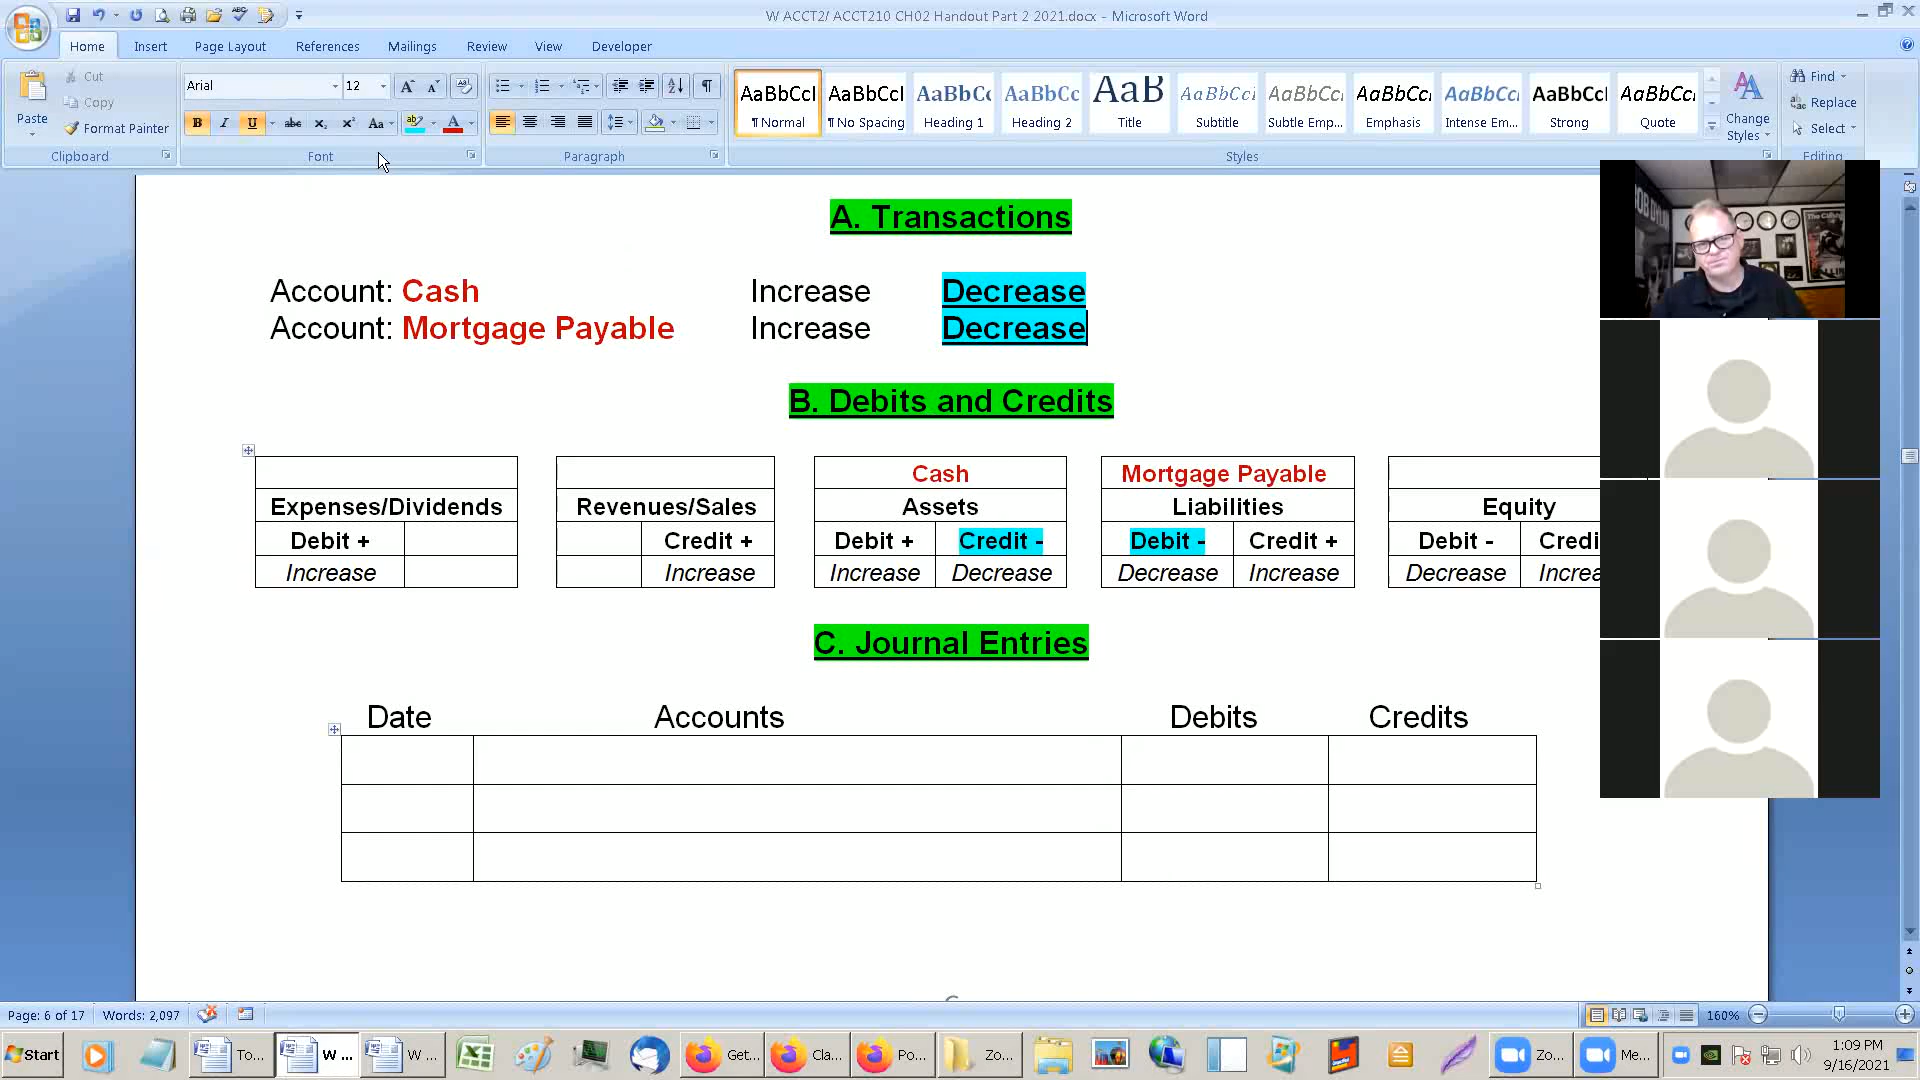 W ACCT2/ ACCT210 CH02 Handout Part 2 2021.docx - Microsoft Word
Home Insert Page Layout References Mailings Review View Developer
Paste
Cut
Copy
Format Painter
Clipboard
Arial 12
Font
Paragraph
AaBbCcI AaBbCcI AaBbCc AaBbCc AaB AaBbCcI AaBbCcI AaBbCcI AaBbCcI AaBbCcI AaBbCcI
¶ Normal ¶ No Spacing Heading 1 Heading 2 Title Subtitle Subtle Emp... Emphasis Intense Em... Strong Quote
Styles
Change Styles
Find
Replace
Select
Editing
A. Transactions
Account: Cash Increase Decrease
Account: Mortgage Payable Increase Decrease
B. Debits and Credits
Cash Mortgage Payable
Expenses/Dividends Revenues/Sales Assets Liabilities Equity
Debit + Credit + Debit + Credit - Debit - Credit + Debit - Credi
Increase Increase Increase Decrease Decrease Increase Decrease Increa
C. Journal Entries
Date Accounts Debits Credits
Page: 6 of 17 Words: 2,097 160%
Start To... W ... W ... Get... Cla... Po... Zo... Zo... Me...
1:09 PM
9/16/2021